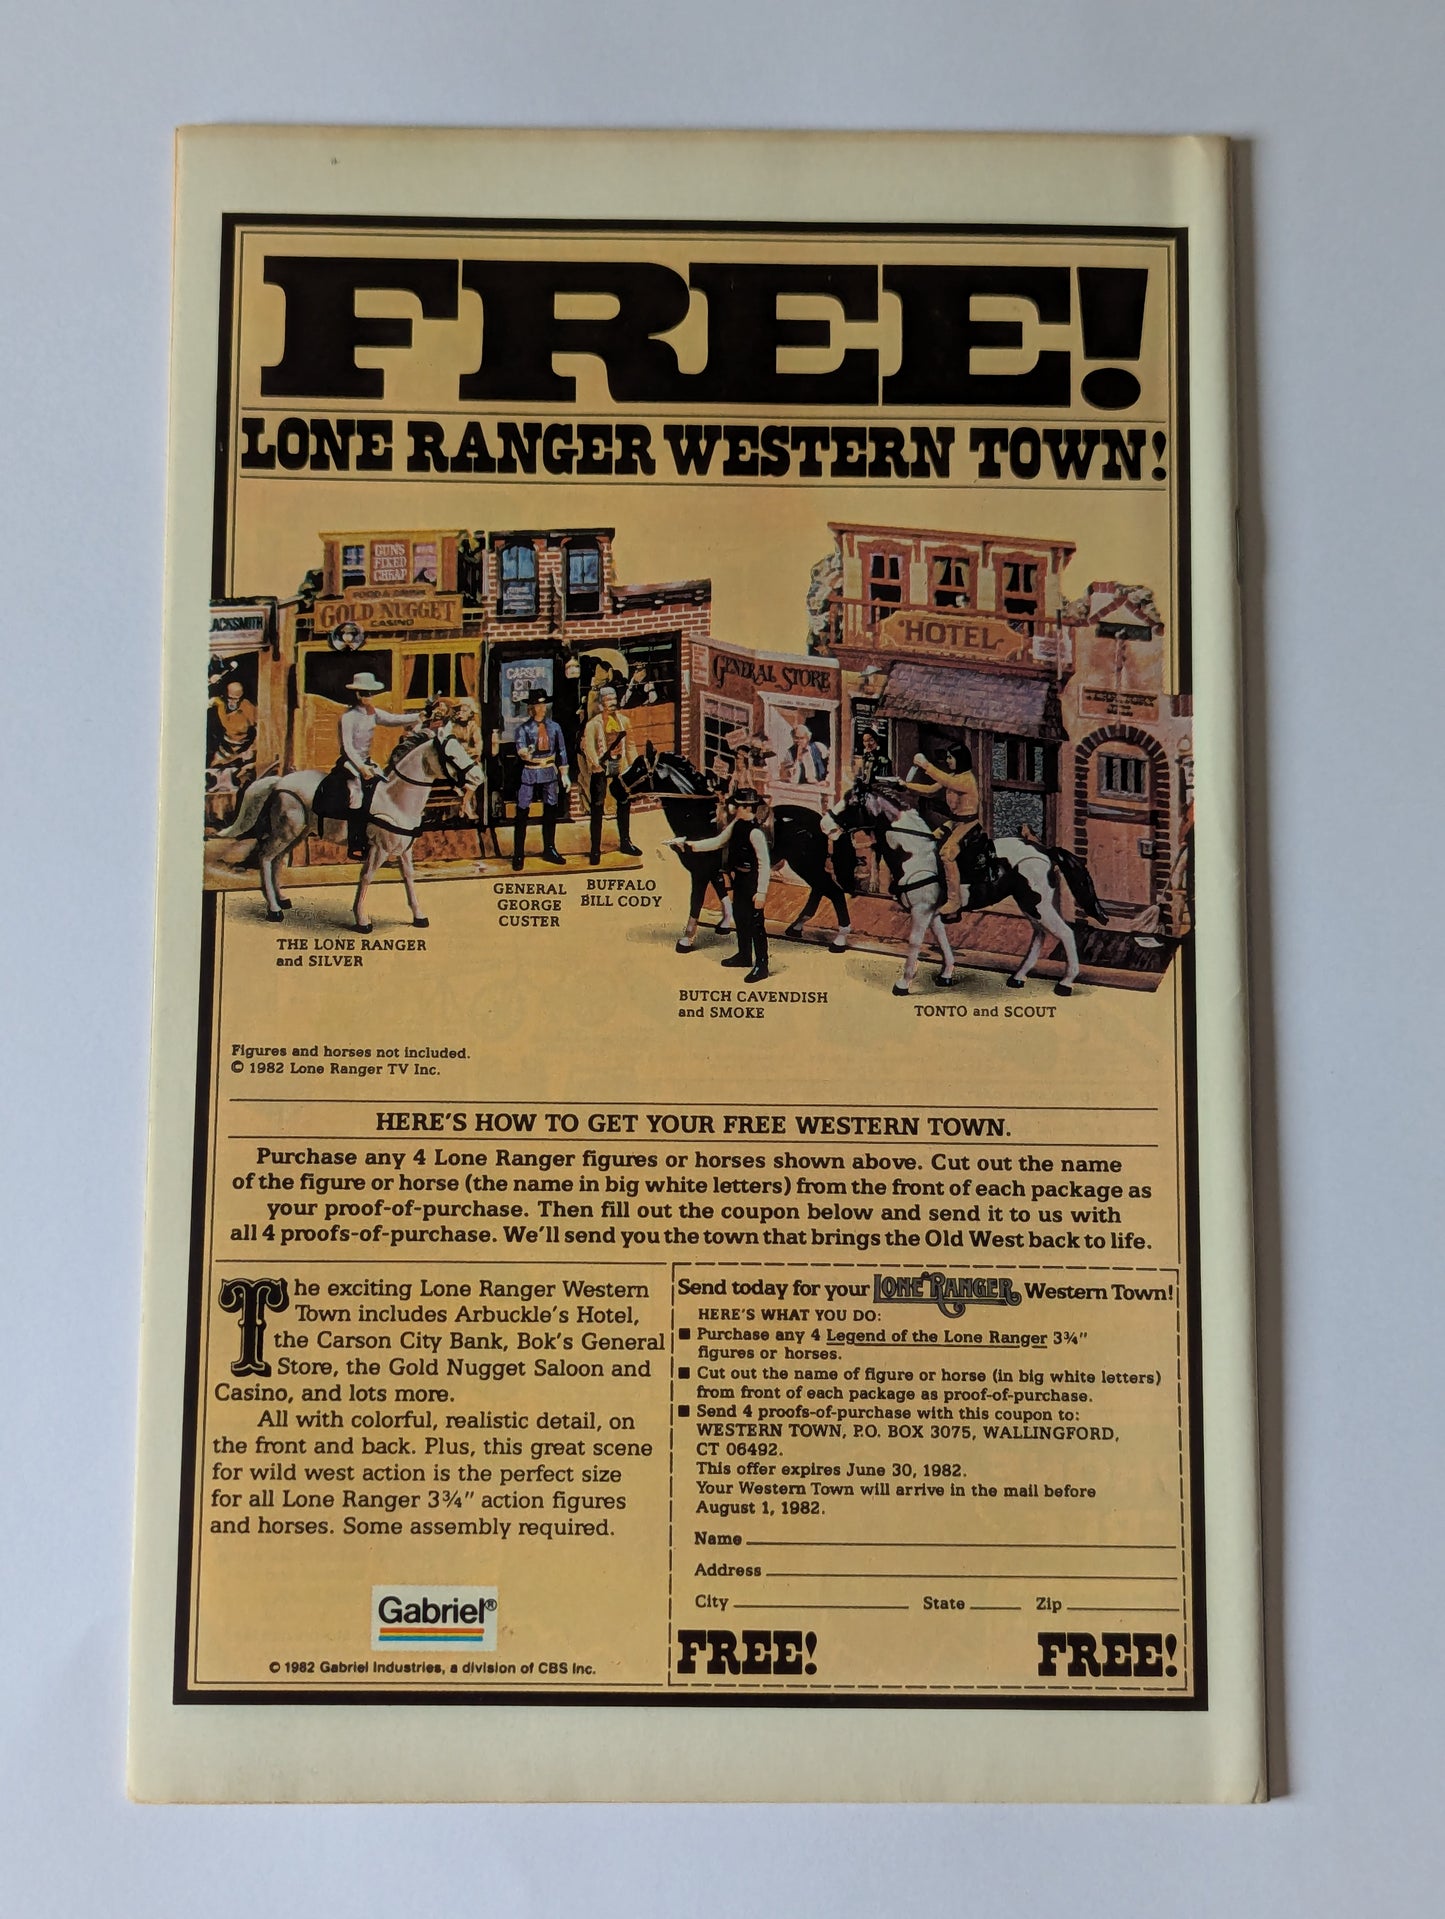 FREE!
LONE RANGER WESTERN TOWN!
GUNS
FIXED
CHEAP
FOOD & DRINK
GOLD NUGGET
CASINO
ACKSMITH
CARSON
CITY
GENERAL STORE
HOTEL
GENERAL
GEORGE
CUSTER
BUFFALO
BILL CODY
THE LONE RANGER
and SILVER
BUTCH CAVENDISH
and SMOKE
TONTO and SCOUT
Figures and horses not included.
© 1982 Lone Ranger TV Inc.
HERE'S HOW TO GET YOUR FREE WESTERN TOWN.
Purchase any 4 Lone Ranger figures or horses shown above. Cut out the name
of the figure or horse (the name in big white letters) from the front of each package as
your proof-of-purchase. Then fill out the coupon below and send it to us with
all 4 proofs-of-purchase. We'll send you the town that brings the Old West back to life.
The exciting Lone Ranger Western
Town includes Arbuckle's Hotel,
the Carson City Bank, Bok's General
Store, the Gold Nugget Saloon and
Casino, and lots more.
All with colorful, realistic detail, on
the front and back. Plus, this great scene
for wild west action is the perfect size
for all Lone Ranger 3¾" action figures
and horses. Some assembly required.
Gabriel®
© 1982 Gabriel Industries, a division of CBS Inc.
Send today for your LONE RANGER Western Town!
HERE'S WHAT YOU DO:
■ Purchase any 4 Legend of the Lone Ranger 3¾"
figures or horses.
■ Cut out the name of figure or horse (in big white letters)
from front of each package as proof-of-purchase.
■ Send 4 proofs-of-purchase with this coupon to:
WESTERN TOWN, P.O. BOX 3075, WALLINGFORD,
CT 06492.
This offer expires June 30, 1982.
Your Western Town will arrive in the mail before
August 1, 1982.
Name
Address
City State Zip
FREE! FREE!